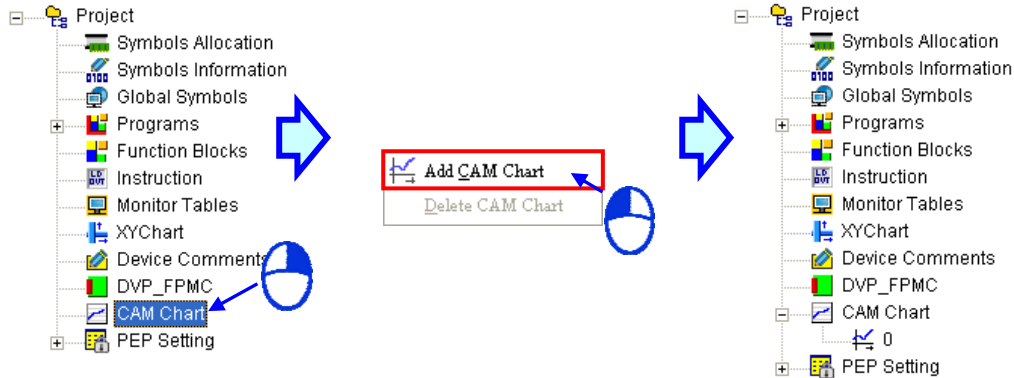 Project
Symbols Allocation
Symbols Information
Global Symbols
Programs
Function Blocks
Instruction
Monitor Tables
XYChart
Device Comments
DVP_FPMC
CAM Chart
PEP Setting
Add CAM Chart
Delete CAM Chart
Project
Symbols Allocation
Symbols Information
Global Symbols
Programs
Function Blocks
Instruction
Monitor Tables
XYChart
Device Comments
DVP_FPMC
CAM Chart
0
PEP Setting